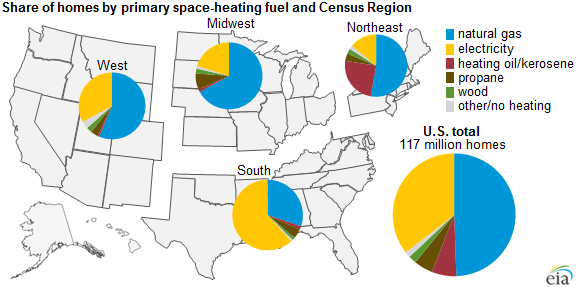 Share of homes by primary space-heating fuel and Census Region
Midwest
Northeast
natural gas
electricity
heating oil/kerosene
propane
wood
other/no heating
West
U.S. total
117 million homes
South
eia